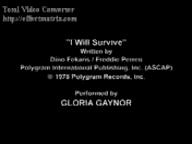 Total Video Converter
http://effectmatrix.com
"I Will Survive"
Written by
Dino Fekaris / Freddie Perren
Polygram International Publishing, Inc. (ASCAP)
© 1978 Polygram Records, Inc.
Performed by
GLORIA GAYNOR